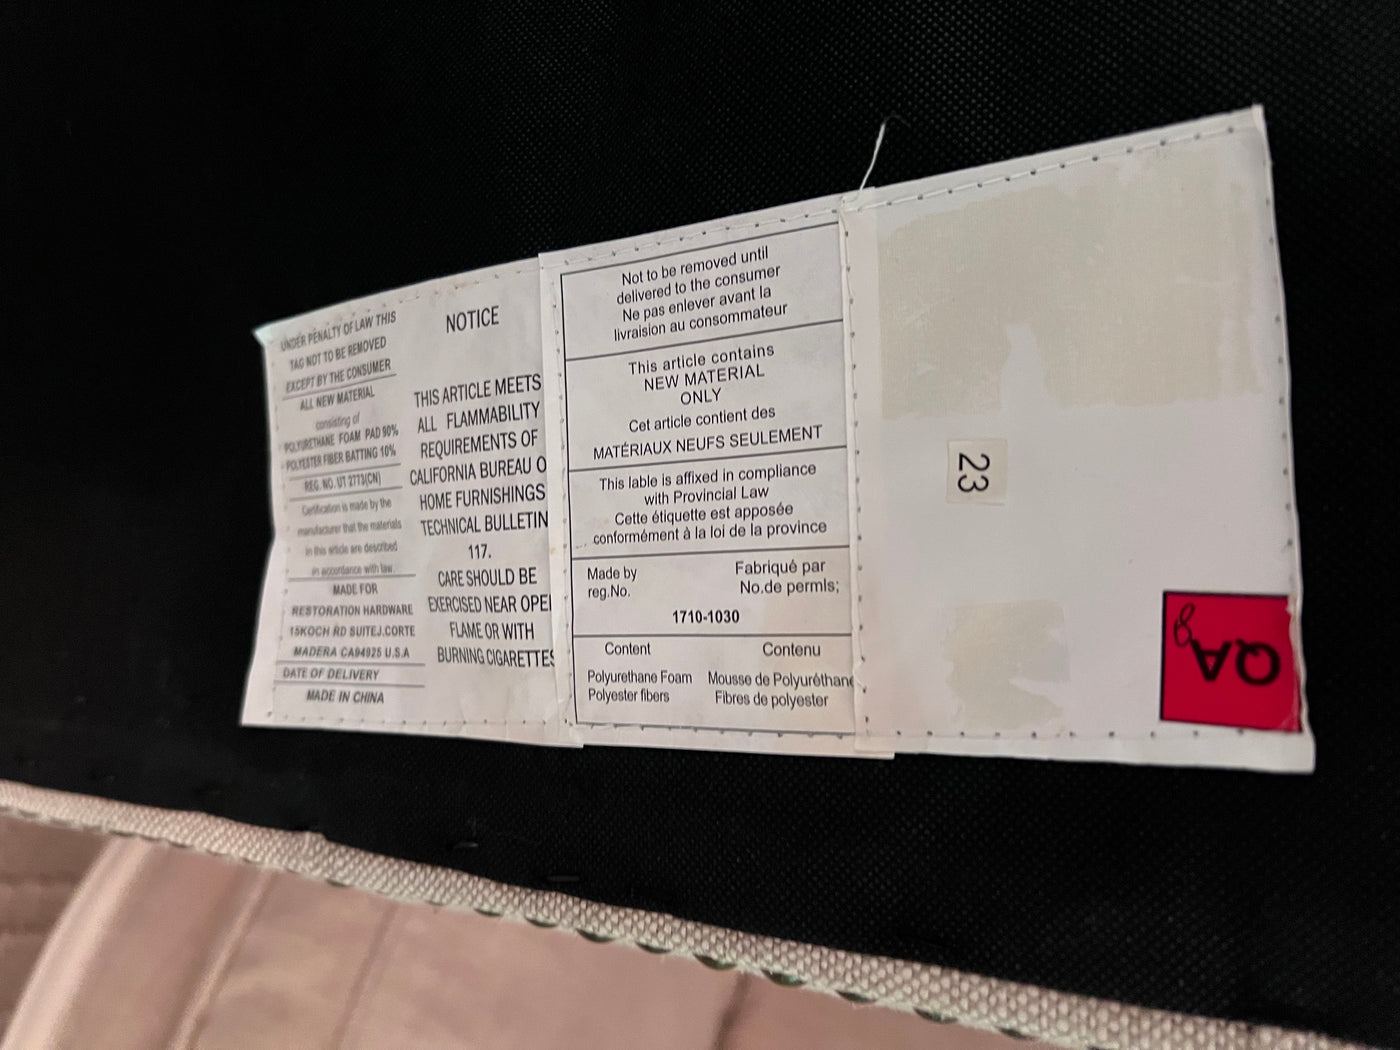 UNDER PENALTY OF LAW THIS
TAG NOT TO BE REMOVED
EXCEPT BY THE CONSUMER
ALL NEW MATERIAL
consisting of
POLYURETHANE FOAM PAD 90%
POLYESTER FIBER BATTING 10%
REG. NO. UT 2773(CN)
Certification is made by the
manufacturer that the materials
in this article are described
in accordance with law.
MADE FOR
RESTORATION HARDWARE
15KOCH RD SUITEJ.CORTE
MADERA CA94925 U.S.A
DATE OF DELIVERY
MADE IN CHINA
NOTICE
THIS ARTICLE MEETS
ALL FLAMMABILITY
REQUIREMENTS OF
CALIFORNIA BUREAU O
HOME FURNISHINGS
TECHNICAL BULLETIN
117.
CARE SHOULD BE
EXERCISED NEAR OPE
FLAME OR WITH
BURNING CIGARETTES
Not to be removed until
delivered to the consumer
Ne pas enlever avant la
livraision au consommateur
This article contains
NEW MATERIAL
ONLY
Cet article contient des
MATÉRIAUX NEUFS SEULEMENT
This lable is affixed in compliance
with Provincial Law
Cette étiquette est apposée
conformément à la loi de la province
Made by
reg.No.
Fabriqué par
No.de permls;
1710-1030
Content
Contenu
Polyurethane Foam
Mousse de Polyuréthane
Polyester fibers
Fibres de polyester
23
QA